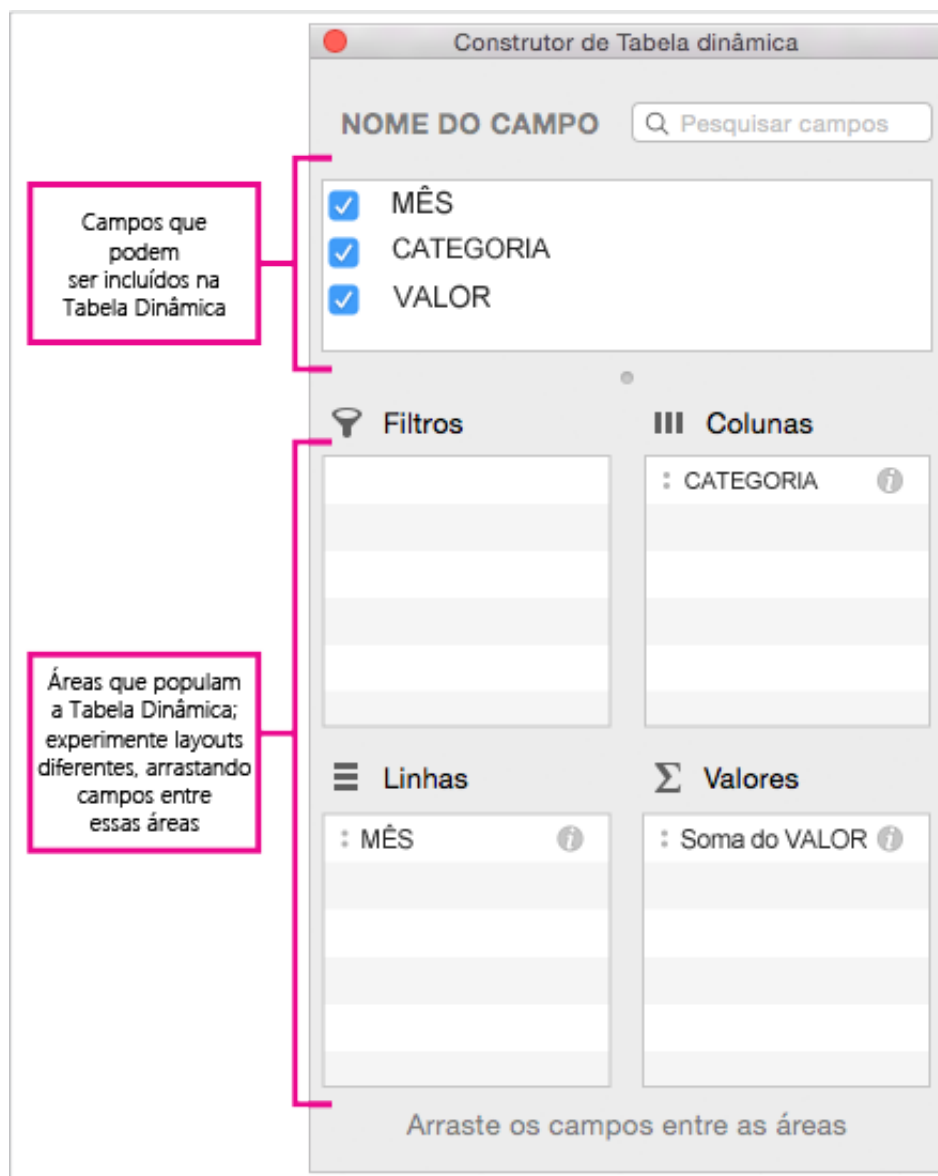 Construtor de Tabela dinâmica
NOME DO CAMPO
Pesquisar campos
Campos que
podem
ser incluídos na
Tabela Dinâmica
MÊS
CATEGORIA
VALOR
Filtros
Colunas
CATEGORIA
Áreas que populam
a Tabela Dinâmica;
experimente layouts
diferentes, arrastando
campos entre
essas áreas
Linhas
Valores
MÊS
Soma do VALOR
Arraste os campos entre as áreas